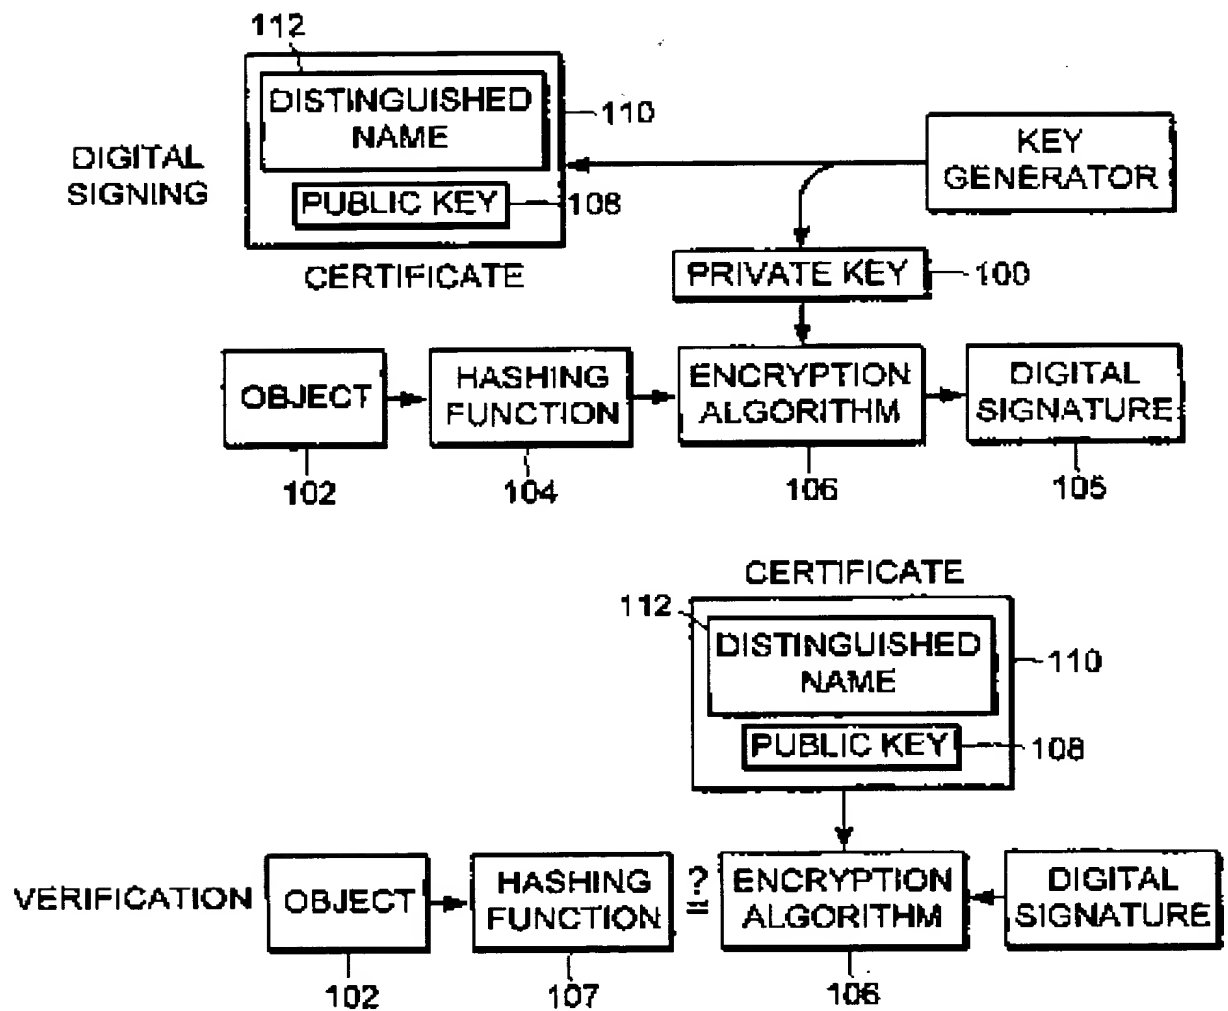 112
DISTINGUISHED
NAME
110
DIGITAL
SIGNING
KEY
GENERATOR
PUBLIC KEY
108
CERTIFICATE
PRIVATE KEY
100
OBJECT
HASHING
FUNCTION
ENCRYPTION
ALGORITHM
DIGITAL
SIGNATURE
102
104
106
105
CERTIFICATE
112
DISTINGUISHED
NAME
110
PUBLIC KEY
108
VERIFICATION
OBJECT
HASHING
FUNCTION
?
=
ENCRYPTION
ALGORITHM
DIGITAL
SIGNATURE
102
107
106